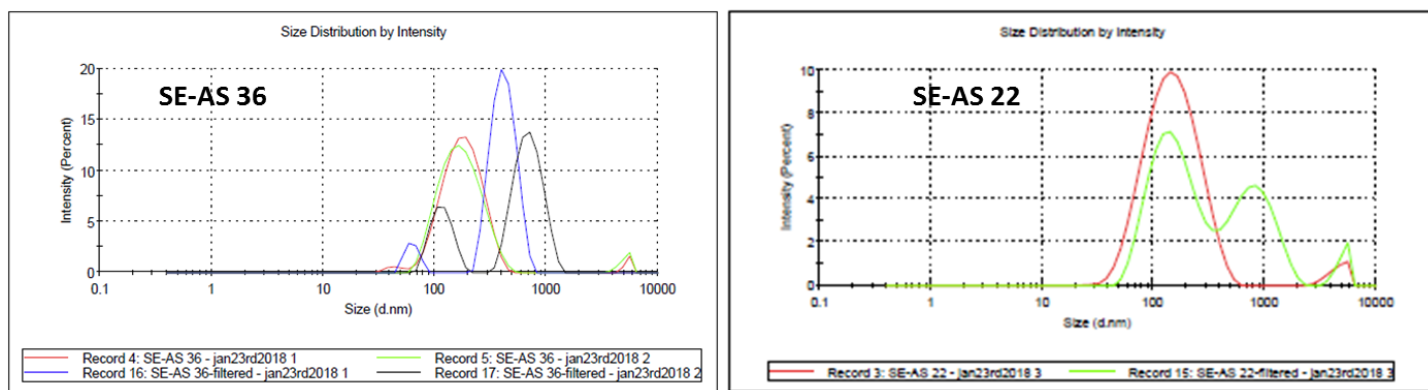 Size Distribution by Intensity
SE-AS 36
20
15
10
5
0
Intensity (Percent)
0.1 1 10 100 1000 10000
Size (d.nm)
Record 4: SE-AS 36 - jan23rd2018 1 Record 5: SE-AS 36 - jan23rd2018 2
Record 16: SE-AS 36-filtered - jan23rd2018 1 Record 17: SE-AS 36-filtered - jan23rd2018 2
Size Distribution by Intensity
SE-AS 22
10
8
6
4
2
0
Intensity (Percent)
0.1 1 10 100 1000 10000
Size (d.nm)
Record 3: SE-AS 22 - jan23rd2018 3 Record 15: SE-AS 22-filtered - jan23rd2018 3